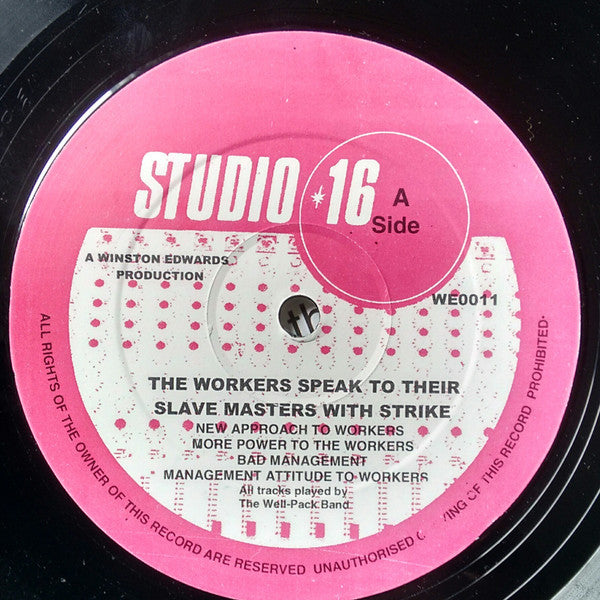 STUDIO ✶ 16
A
Side
A WINSTON EDWARDS
PRODUCTION
WE0011
THE WORKERS SPEAK TO THEIR
SLAVE MASTERS WITH STRIKE
NEW APPROACH TO WORKERS
MORE POWER TO THE WORKERS
BAD MANAGEMENT
MANAGEMENT ATTITUDE TO WORKERS
All tracks played by
The Well-Pack Band
ALL RIGHTS OF THE OWNER OF THIS RECORD ARE RESERVED UNAUTHORISED OF THIS RECORD PROHIBITED·